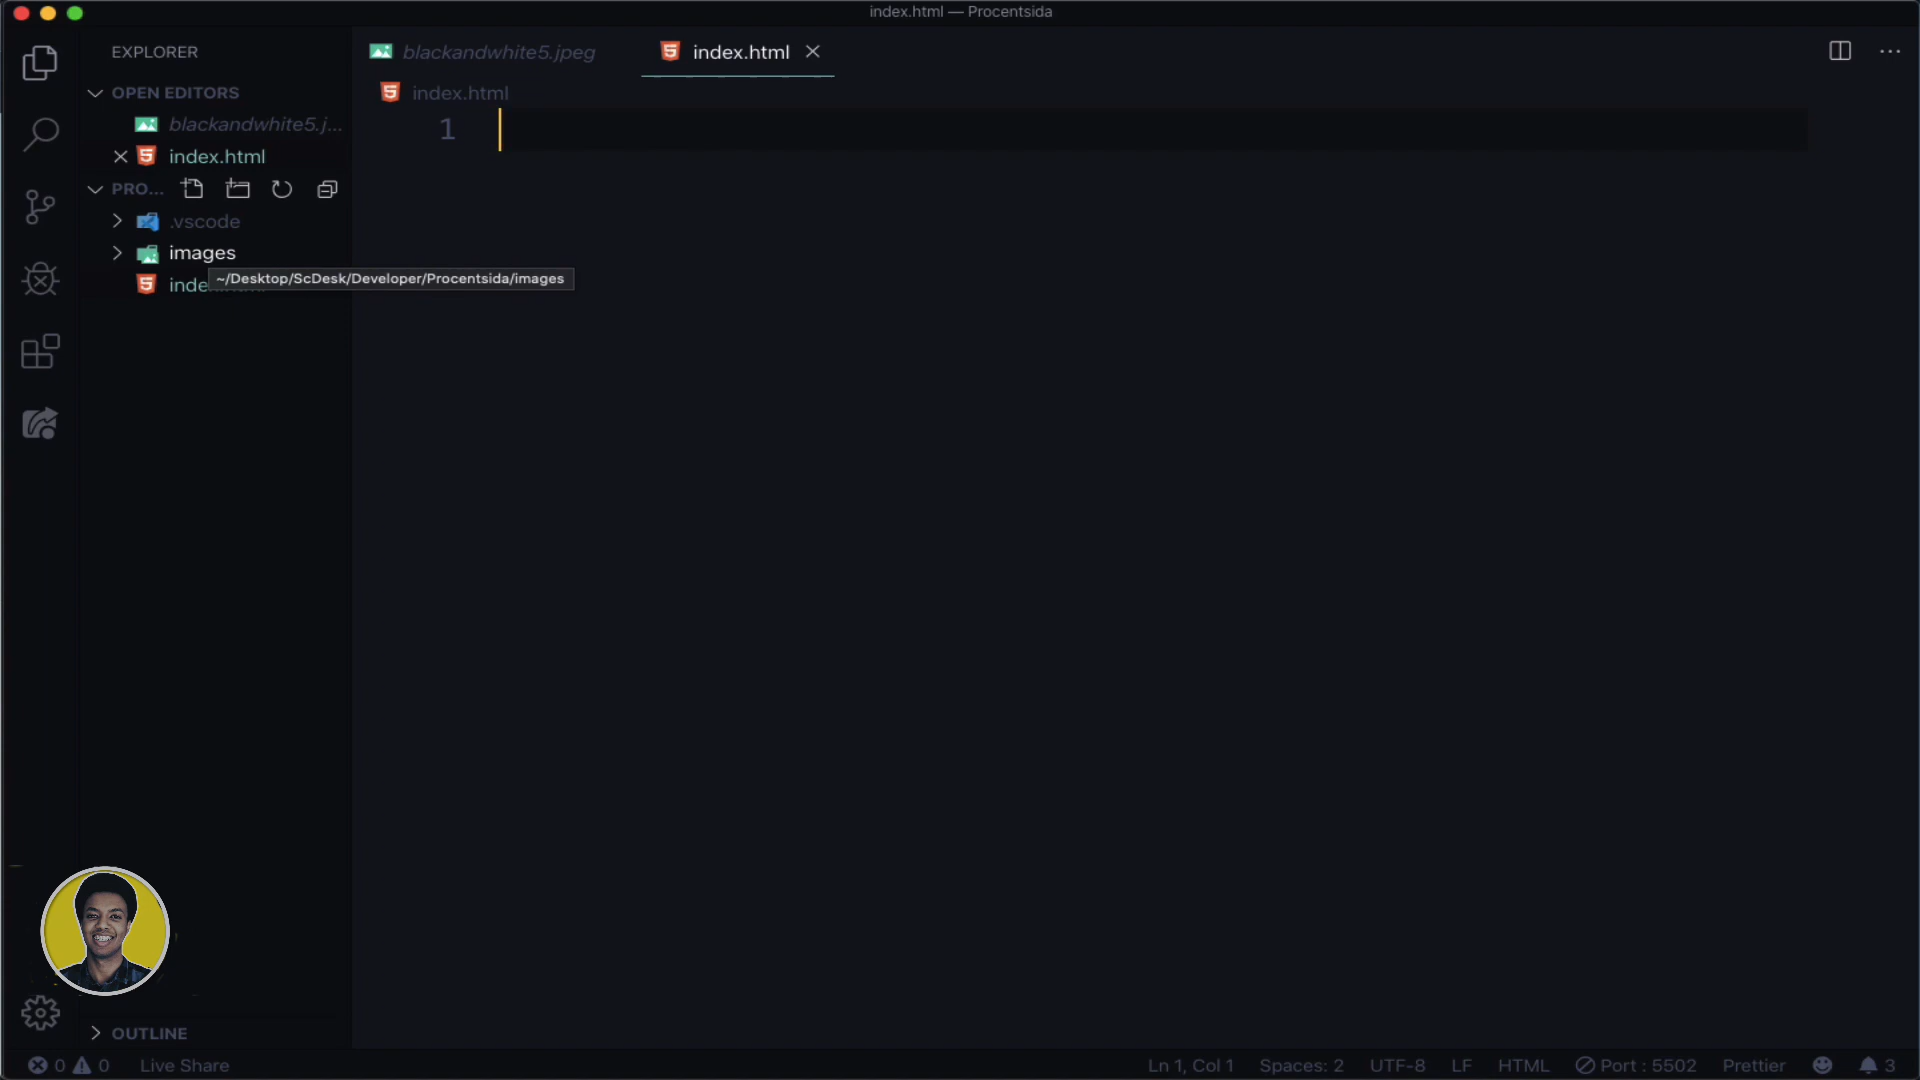 index.html — Procentsida
EXPLORER
blackandwhite5.jpeg
index.html
OPEN EDITORS
index.html
blackandwhite5.j...
1
index.html
PRO...
.vscode
images
~/Desktop/ScDesk/Developer/Procentsida/images
inde
OUTLINE
0 0 Live Share
Ln 1, Col 1 Spaces: 2 UTF-8 LF HTML Port : 5502 Prettier 3